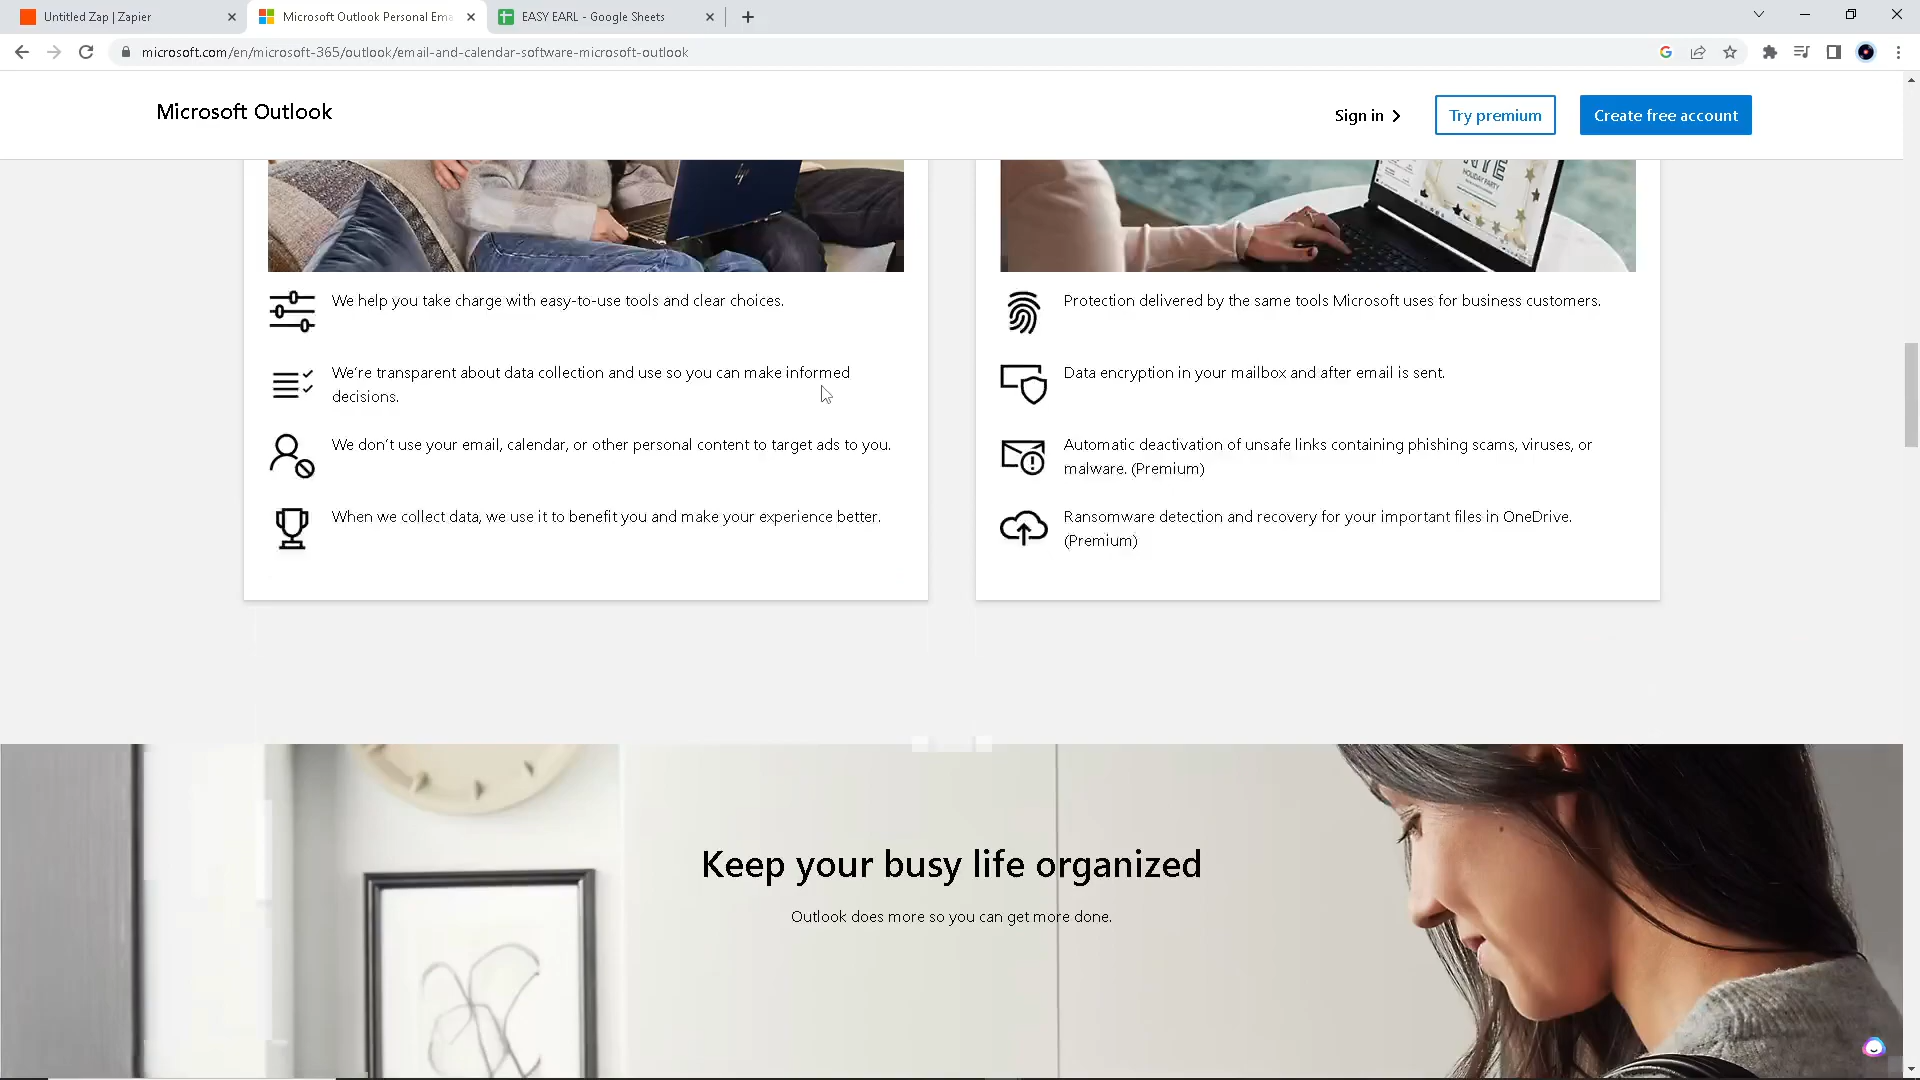 Untitled Zap | Zapier
Microsoft Outlook Personal Ema
EASY EARL - Google Sheets
microsoft.com/en/microsoft-365/outlook/email-and-calendar-software-microsoft-outlook
Microsoft Outlook
Sign in
Try premium
Create free account
hp
NYE
HOLIDAY PARTY
We help you take charge with easy-to-use tools and clear choices.
We’re transparent about data collection and use so you can make informed
decisions.
We don’t use your email, calendar, or other personal content to target ads to you.
When we collect data, we use it to benefit you and make your experience better.
Protection delivered by the same tools Microsoft uses for business customers.
Data encryption in your mailbox and after email is sent.
Automatic deactivation of unsafe links containing phishing scams, viruses, or
malware. (Premium)
Ransomware detection and recovery for your important files in OneDrive.
(Premium)
Keep your busy life organized
Outlook does more so you can get more done.